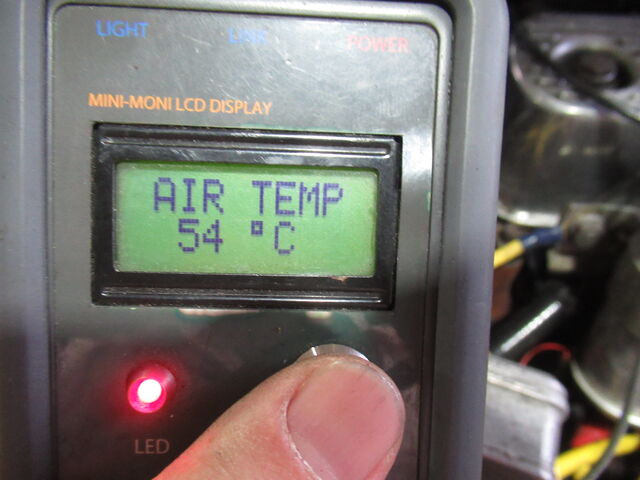 LIGHT LINK POWER
MINI-MONI LCD DISPLAY
AIR TEMP
54 °C
LED